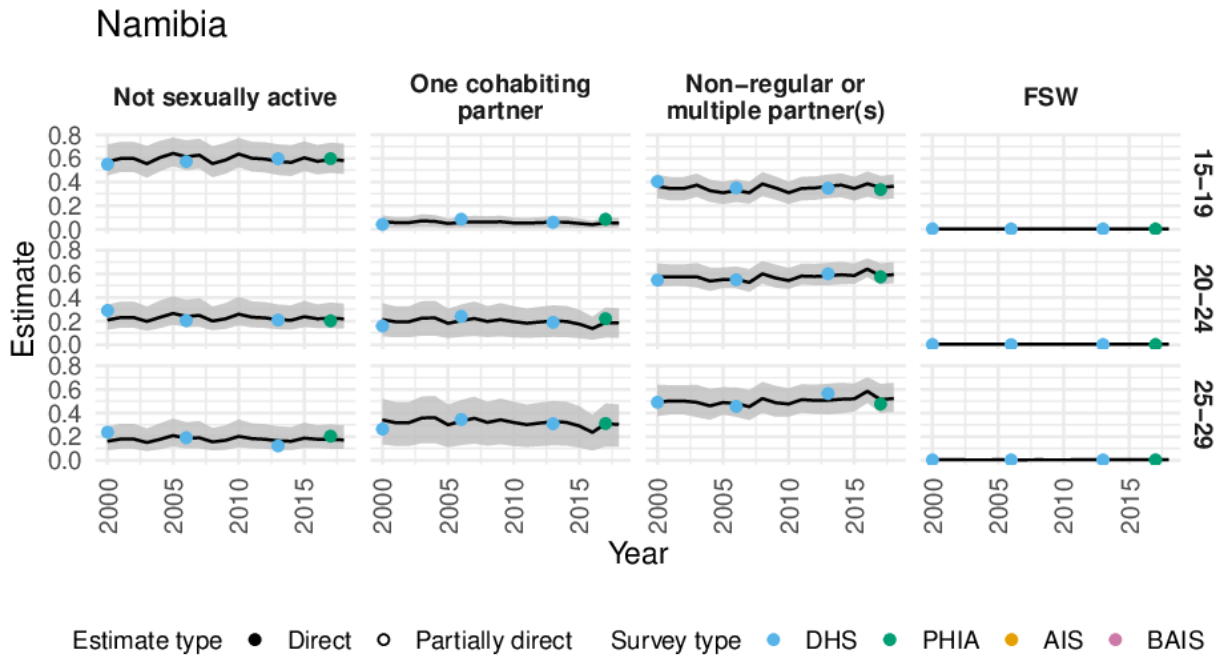 Namibia
Not sexually active
One cohabiting
partner
Non−regular or
multiple partner(s)
FSW
0.8
0.6
0.4
0.2
0.0
15−19
0.8
0.6
0.4
0.2
0.0
20−24
0.8
0.6
0.4
0.2
0.0
25−29
Estimate
2000 2005 2010 2015 2000 2005 2010 2015 2000 2005 2010 2015 2000 2005 2010 2015
Year
Estimate type Direct Partially direct Survey type DHS PHIA AIS BAIS